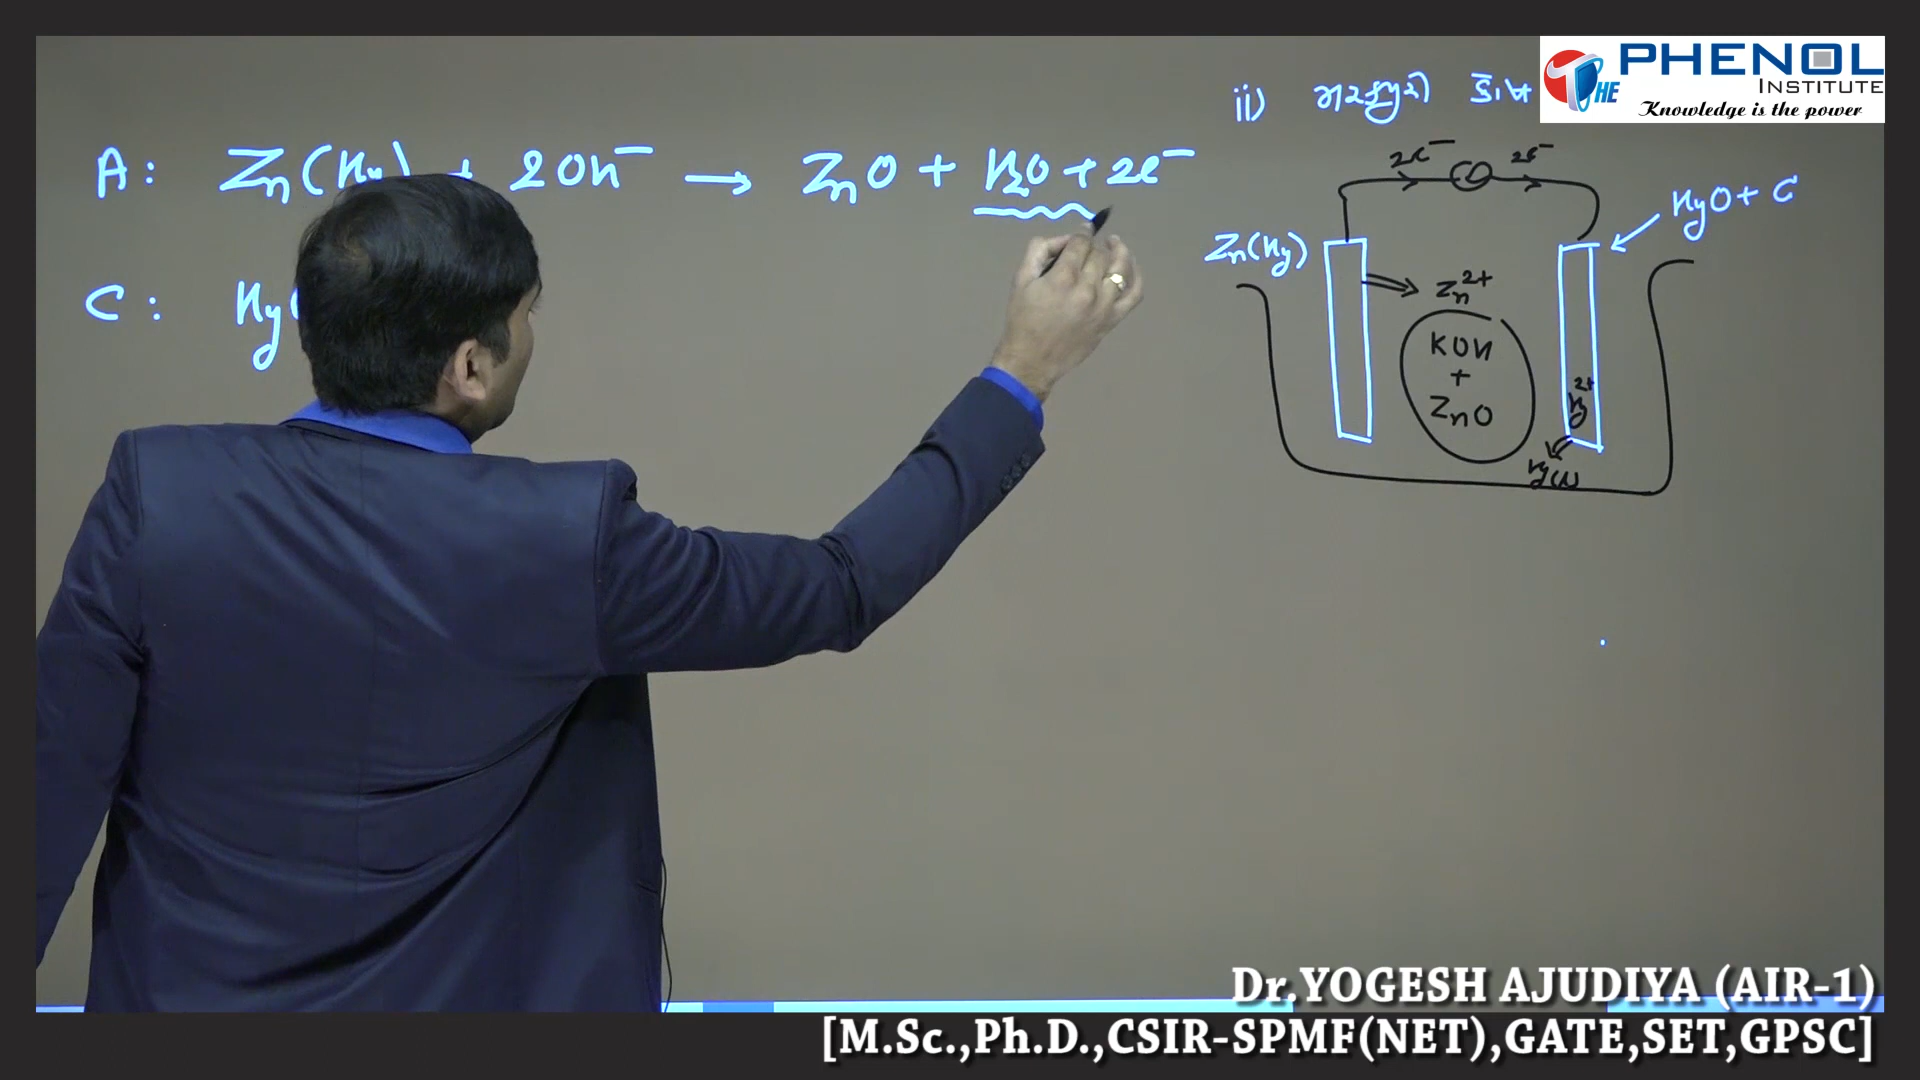 THE PHENOL
INSTITUTE
Knowledge is the power
ii) મરક્યુરી
A: Zn(Hg) + 2OH⁻ → ZnO + H₂O + 2e⁻
C: Hg
2e⁻ 2e⁻
HgO + C
Zn(Hg)
Zn²⁺
KOH
+
ZnO
Hg²⁺
Hg(l)
Dr.YOGESH AJUDIYA (AIR-1)
[M.Sc.,Ph.D.,CSIR-SPMF(NET),GATE,SET,GPSC]